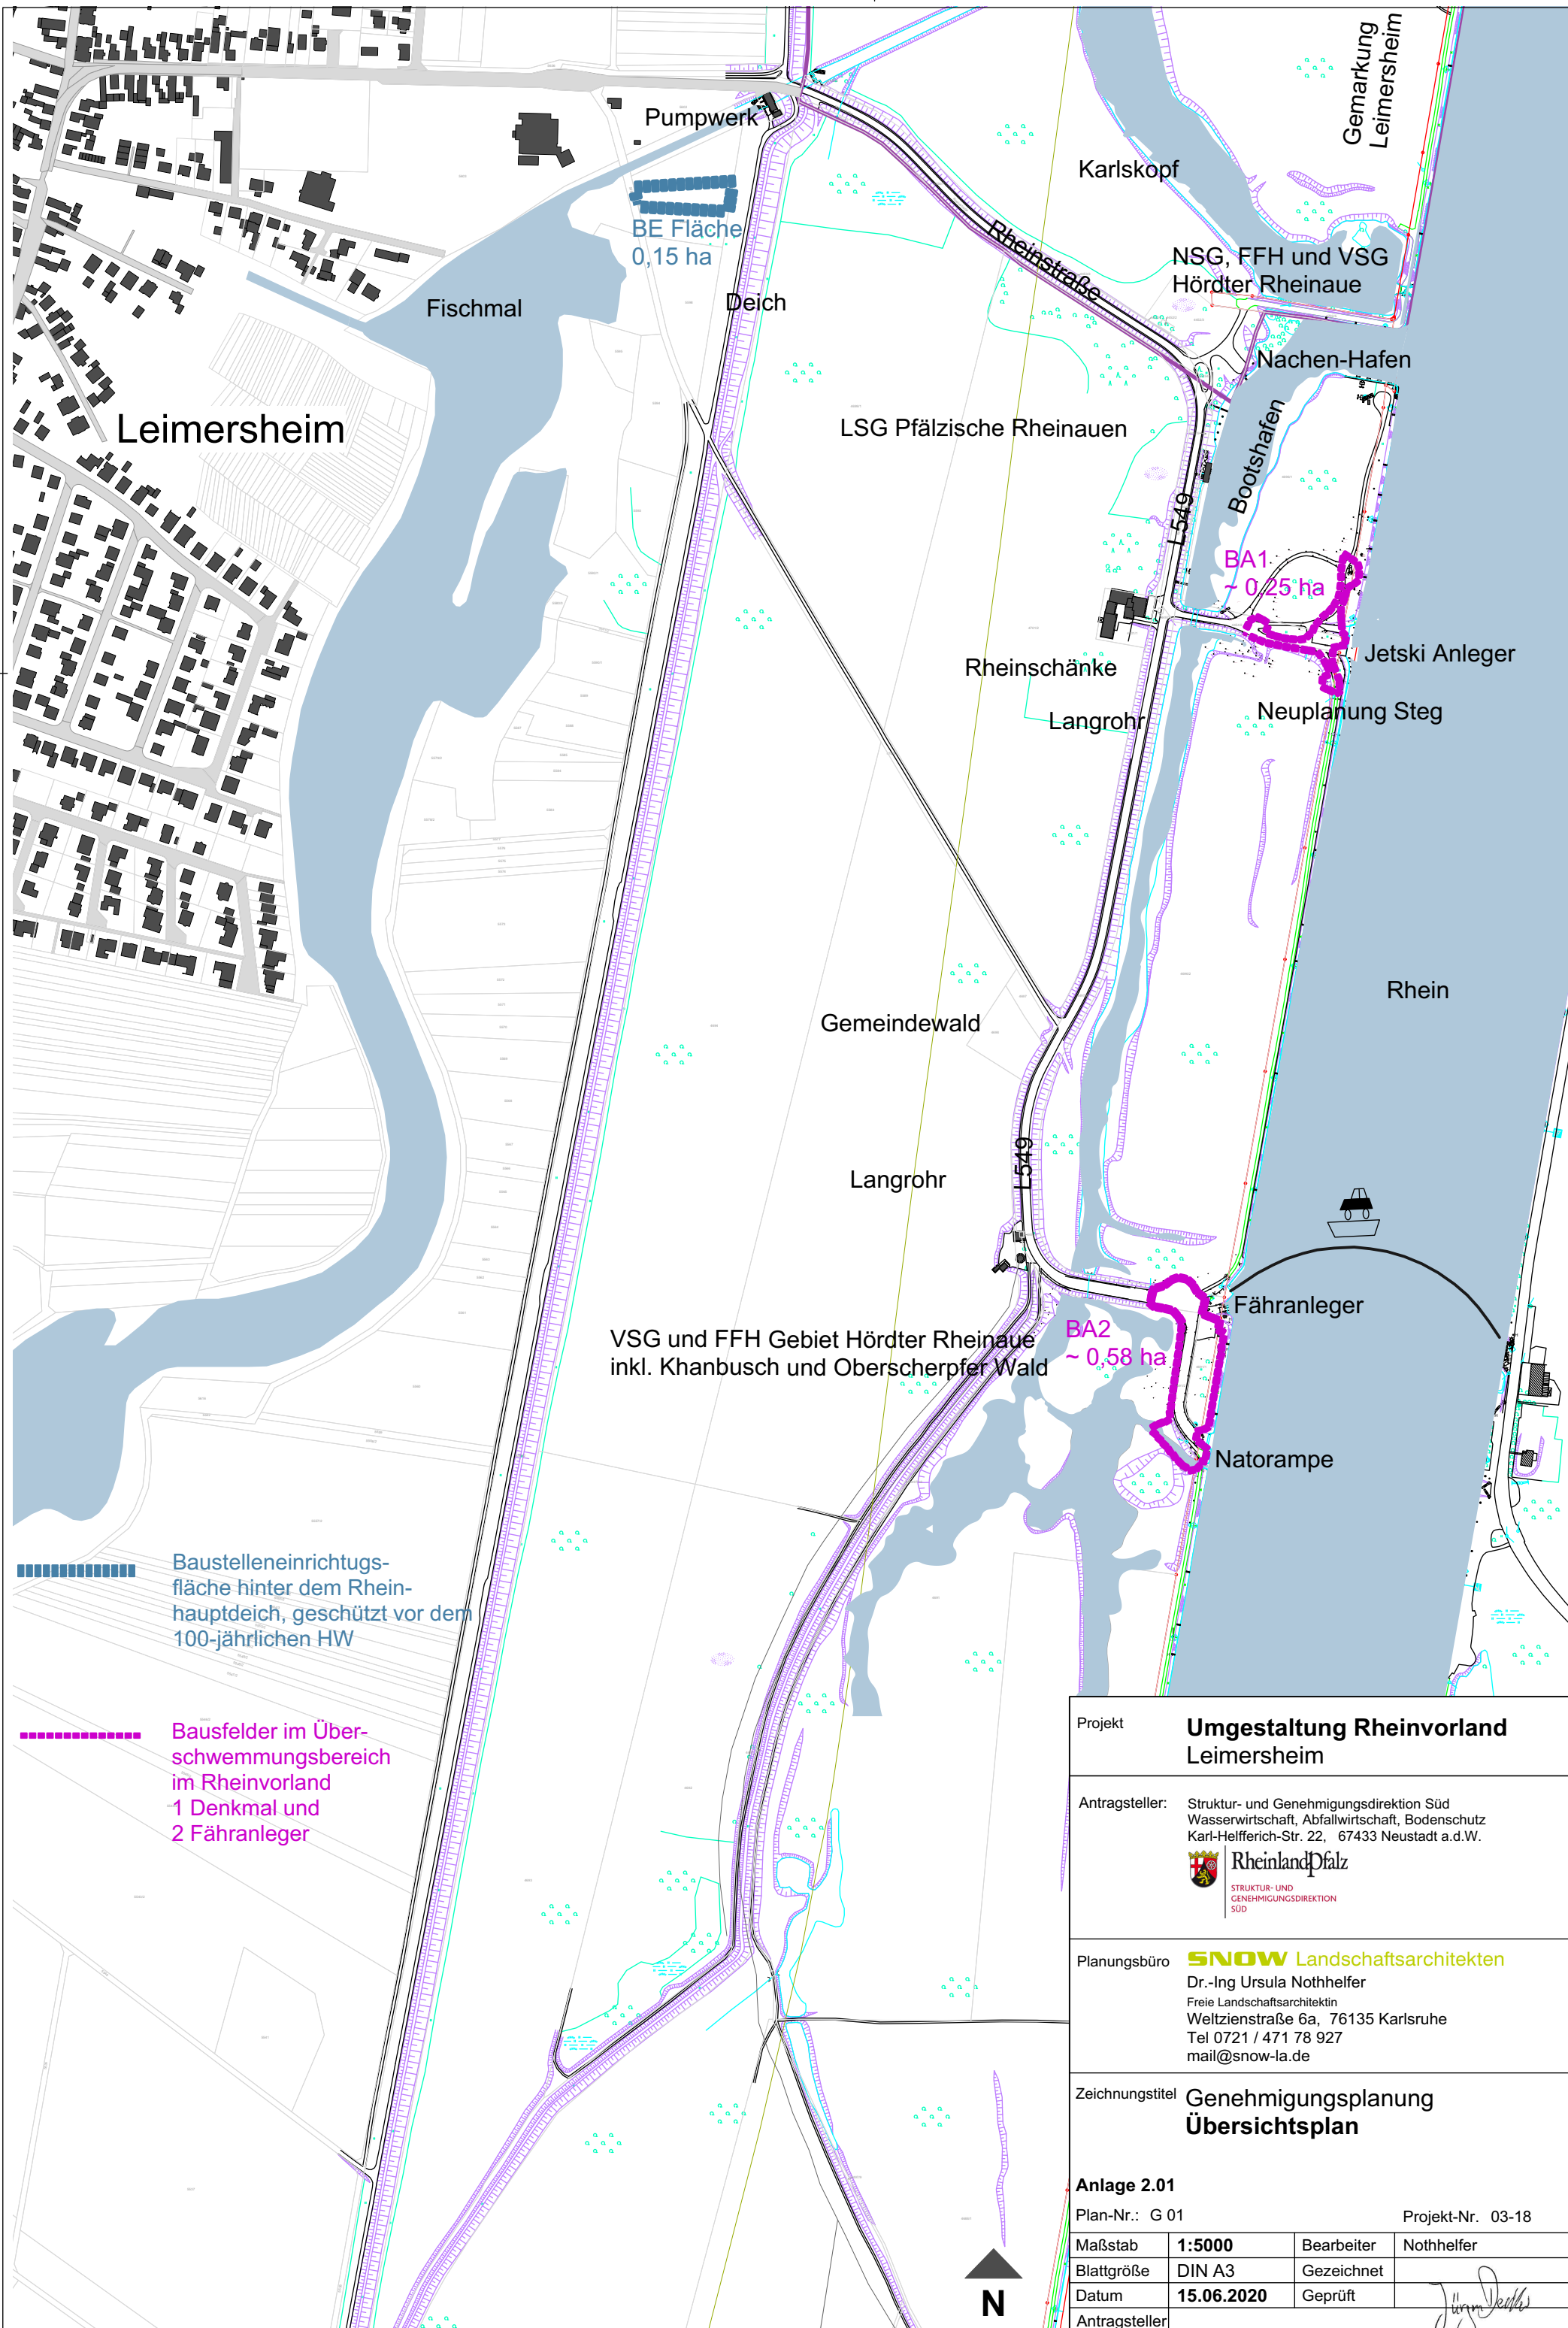 Gemarkung
Leimersheim
Pumpwerk
Karlskopf
BE Fläche
0,15 ha
Rheinstraße
NSG, FFH und VSG
Hördter Rheinaue
Fischmal
Deich
Nachen-Hafen
Leimersheim
LSG Pfälzische Rheinauen
Bootshafen
L549
BA1
~ 0,25 ha
Jetski Anleger
Rheinschänke
Neuplanung Steg
Langrohr
Rhein
Gemeindewald
L549
Langrohr
Fähranleger
VSG und FFH Gebiet Hördter Rheinaue
inkl. Khanbusch und Oberscherpfer Wald
BA2
~ 0,58 ha
Natorampe
Baustelleneinrichtugs-
fläche hinter dem Rhein-
hauptdeich, geschützt vor dem
100-jährlichen HW
Bausfelder im Über-
schwemmungsbereich
im Rheinvorland
1 Denkmal und
2 Fähranleger
N
Projekt Umgestaltung Rheinvorland
Leimersheim
Antragsteller: Struktur- und Genehmigungsdirektion Süd
Wasserwirtschaft, Abfallwirtschaft, Bodenschutz
Karl-Helfferich-Str. 22, 67433 Neustadt a.d.W.
RheinlandPfalz
STRUKTUR- UND
GENEHMIGUNGSDIREKTION
SÜD
Planungsbüro SNOW Landschaftsarchitekten
Dr.-Ing Ursula Nothhelfer
Freie Landschaftsarchitektin
Weltzienstraße 6a, 76135 Karlsruhe
Tel 0721 / 471 78 927
mail@snow-la.de
Zeichnungstitel Genehmigungsplanung
Übersichtsplan
Anlage 2.01
Plan-Nr.: G 01 Projekt-Nr. 03-18
Maßstab 1:5000 Bearbeiter Nothhelfer
Blattgröße DIN A3 Gezeichnet
Datum 15.06.2020 Geprüft
Antragsteller